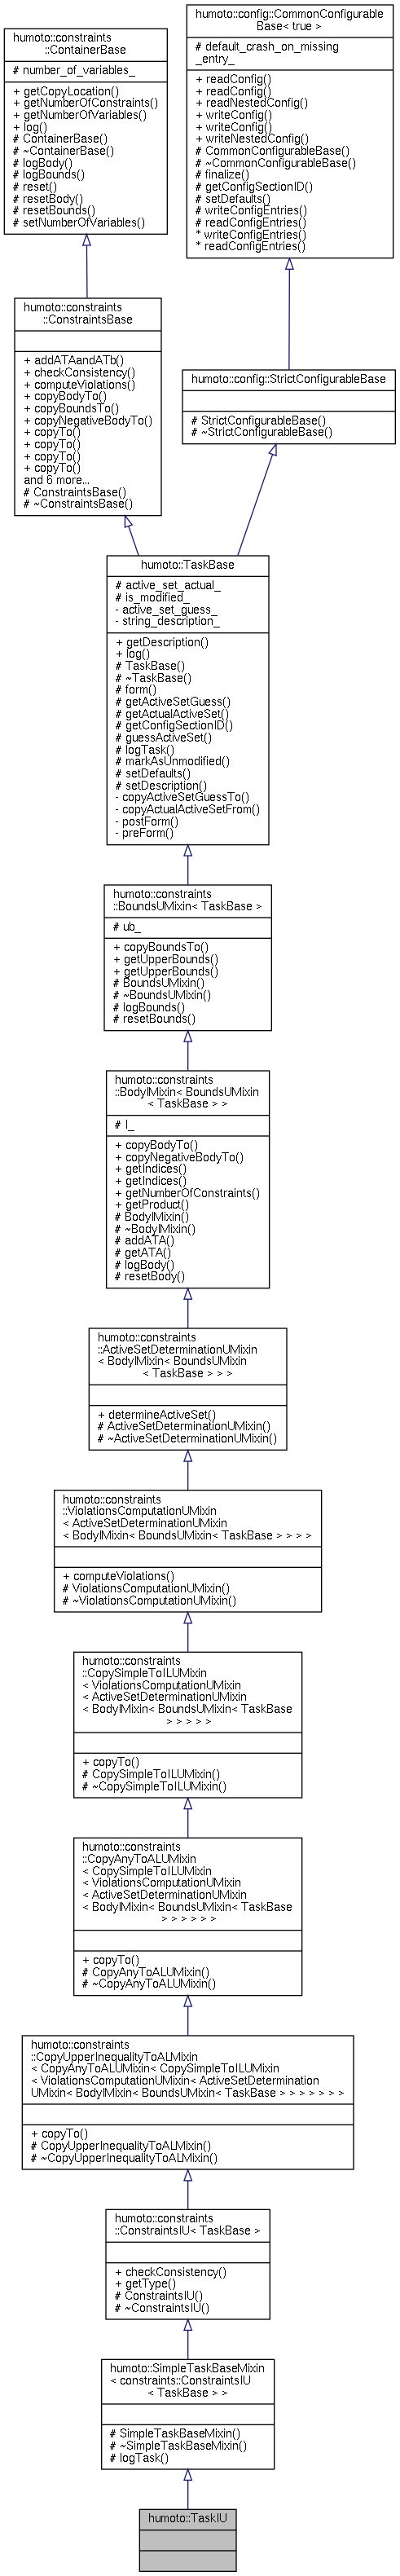 humoto::constraints
::ContainerBase
# number_of_variables_
+ getCopyLocation()
+ getNumberOfConstraints()
+ getNumberOfVariables()
+ log()
# ContainerBase()
# ~ContainerBase()
# logBody()
# logBounds()
# reset()
# resetBody()
# resetBounds()
# setNumberOfVariables()
humoto::config::CommonConfigurable
Base< true >
# default_crash_on_missing
_entry_
+ readConfig()
+ readConfig()
+ readNestedConfig()
+ writeConfig()
+ writeConfig()
+ writeNestedConfig()
# CommonConfigurableBase()
# ~CommonConfigurableBase()
# finalize()
# getConfigSectionID()
# setDefaults()
# writeConfigEntries()
# readConfigEntries()
* writeConfigEntries()
* readConfigEntries()
humoto::constraints
::ConstraintsBase
+ addATAandATb()
+ checkConsistency()
+ computeViolations()
+ copyBodyTo()
+ copyBoundsTo()
+ copyNegativeBodyTo()
+ copyTo()
+ copyTo()
+ copyTo()
+ copyTo()
and 6 more...
# ConstraintsBase()
# ~ConstraintsBase()
humoto::config::StrictConfigurableBase
# StrictConfigurableBase()
# ~StrictConfigurableBase()
humoto::TaskBase
# active_set_actual_
# is_modified_
- active_set_guess_
- string_description_
+ getDescription()
+ log()
# TaskBase()
# ~TaskBase()
# form()
# getActiveSetGuess()
# getActualActiveSet()
# getConfigSectionID()
# guessActiveSet()
# logTask()
# markAsUnmodified()
# setDefaults()
# setDescription()
- copyActiveSetGuessTo()
- copyActualActiveSetFrom()
- postForm()
- preForm()
humoto::constraints
::BoundsUMixin< TaskBase >
# ub_
+ copyBoundsTo()
+ getUpperBounds()
+ getUpperBounds()
# BoundsUMixin()
# ~BoundsUMixin()
# logBounds()
# resetBounds()
humoto::constraints
::BodyIMixin< BoundsUMixin
< TaskBase > >
# I_
+ copyBodyTo()
+ copyNegativeBodyTo()
+ getIndices()
+ getIndices()
+ getNumberOfConstraints()
+ getProduct()
# BodyIMixin()
# ~BodyIMixin()
# addATA()
# getATA()
# logBody()
# resetBody()
humoto::constraints
::ActiveSetDeterminationUMixin
< BodyIMixin< BoundsUMixin
< TaskBase > > >
+ determineActiveSet()
# ActiveSetDeterminationUMixin()
# ~ActiveSetDeterminationUMixin()
humoto::constraints
::ViolationsComputationUMixin
< ActiveSetDeterminationUMixin
< BodyIMixin< BoundsUMixin< TaskBase > > > >
+ computeViolations()
# ViolationsComputationUMixin()
# ~ViolationsComputationUMixin()
humoto::constraints
::CopySimpleToILUMixin
< ViolationsComputationUMixin
< ActiveSetDeterminationUMixin
< BodyIMixin< BoundsUMixin< TaskBase
> > > > >
+ copyTo()
# CopySimpleToILUMixin()
# ~CopySimpleToILUMixin()
humoto::constraints
::CopyAnyToALUMixin
< CopySimpleToILUMixin
< ViolationsComputationUMixin
< ActiveSetDeterminationUMixin
< BodyIMixin< BoundsUMixin< TaskBase
> > > > > >
+ copyTo()
# CopyAnyToALUMixin()
# ~CopyAnyToALUMixin()
humoto::constraints
::CopyUpperInequalityToALMixin
< CopyAnyToALUMixin< CopySimpleToILUMixin
< ViolationsComputationUMixin< ActiveSetDetermination
UMixin< BodyIMixin< BoundsUMixin< TaskBase > > > > > > >
+ copyTo()
# CopyUpperInequalityToALMixin()
# ~CopyUpperInequalityToALMixin()
humoto::constraints
::ConstraintsIU< TaskBase >
+ checkConsistency()
+ getType()
# ConstraintsIU()
# ~ConstraintsIU()
humoto::SimpleTaskBaseMixin
< constraints::ConstraintsIU
< TaskBase > >
# SimpleTaskBaseMixin()
# ~SimpleTaskBaseMixin()
# logTask()
humoto::TaskIU